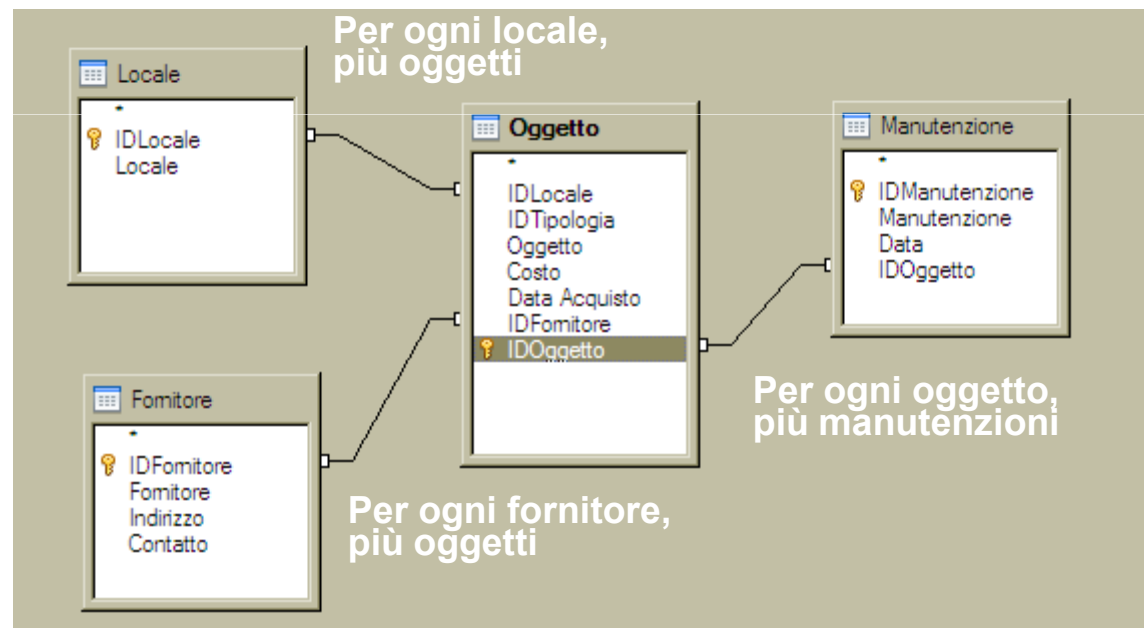 Per ogni locale,
più oggetti
Locale
*
IDLocale
Locale
Oggetto
*
IDLocale
IDTipologia
Oggetto
Costo
Data Acquisto
IDFornitore
IDOggetto
Manutenzione
*
IDManutenzione
Manutenzione
Data
IDOggetto
Fornitore
*
IDFornitore
Fornitore
Indirizzo
Contatto
Per ogni oggetto,
più manutenzioni
Per ogni fornitore,
più oggetti